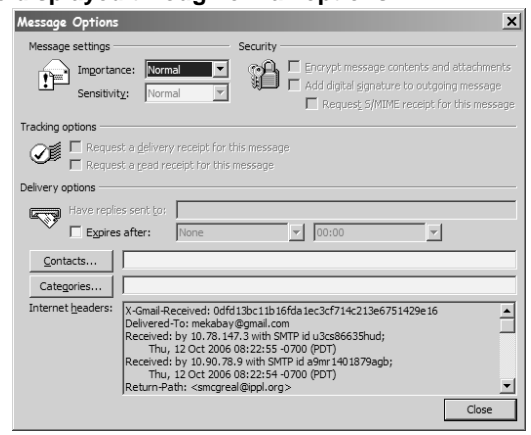 Message Options
Message settings
Security
Importance: Normal
Sensitivity: Normal
Encrypt message contents and attachments
Add digital signature to outgoing message
Request S/MIME receipt for this message
Tracking options
Request a delivery receipt for this message
Request a read receipt for this message
Delivery options
Have replies sent to:
Expires after: None 00:00
Contacts...
Categories...
Internet headers:
X-Gmail-Received: 0dfd13bc11b16fda1ec3cf714c213e6751429e16
Delivered-To: mekabay@gmail.com
Received: by 10.78.147.3 with SMTP id u3cs86635hud;
Thu, 12 Oct 2006 08:22:55 -0700 (PDT)
Received: by 10.90.78.9 with SMTP id a9mr1401879agb;
Thu, 12 Oct 2006 08:22:54 -0700 (PDT)
Return-Path: <smcgreal@ippl.org>
Close